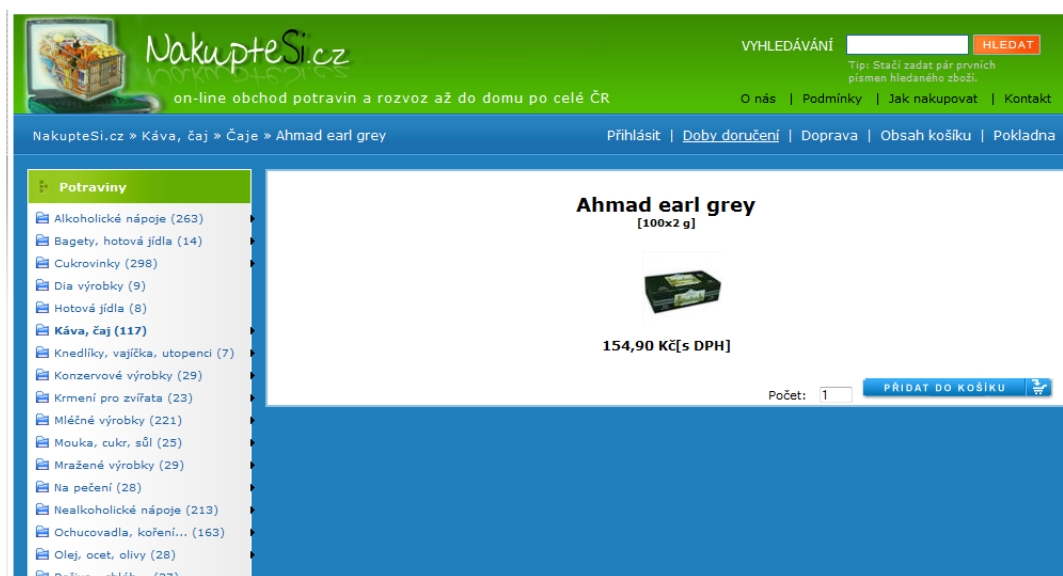 NakupteSi.cz
on-line obchod potravin a rozvoz až do domu po celé ČR
VYHLEDÁVÁNÍ HLEDAT
Tip: Stačí zadat pár prvních
písmen hledaného zboží.
O nás | Podmínky | Jak nakupovat | Kontakt
NakupteSi.cz » Káva, čaj » Čaje » Ahmad earl grey
Přihlásit | Doby doručení | Doprava | Obsah košíku | Pokladna
Potraviny
Alkoholické nápoje (263)
Bagety, hotová jídla (14)
Cukrovinky (298)
Dia výrobky (9)
Hotová jídla (8)
Káva, čaj (117)
Knedlíky, vajíčka, utopenci (7)
Konzervové výrobky (29)
Krmení pro zvířata (23)
Mléčné výrobky (221)
Mouka, cukr, sůl (25)
Mražené výrobky (29)
Na pečení (28)
Nealkoholické nápoje (213)
Ochucovadla, koření... (163)
Olej, ocet, olivy (28)
Ahmad earl grey
[100x2 g]
154,90 Kč[s DPH]
Počet: 1 PŘIDAT DO KOŠÍKU